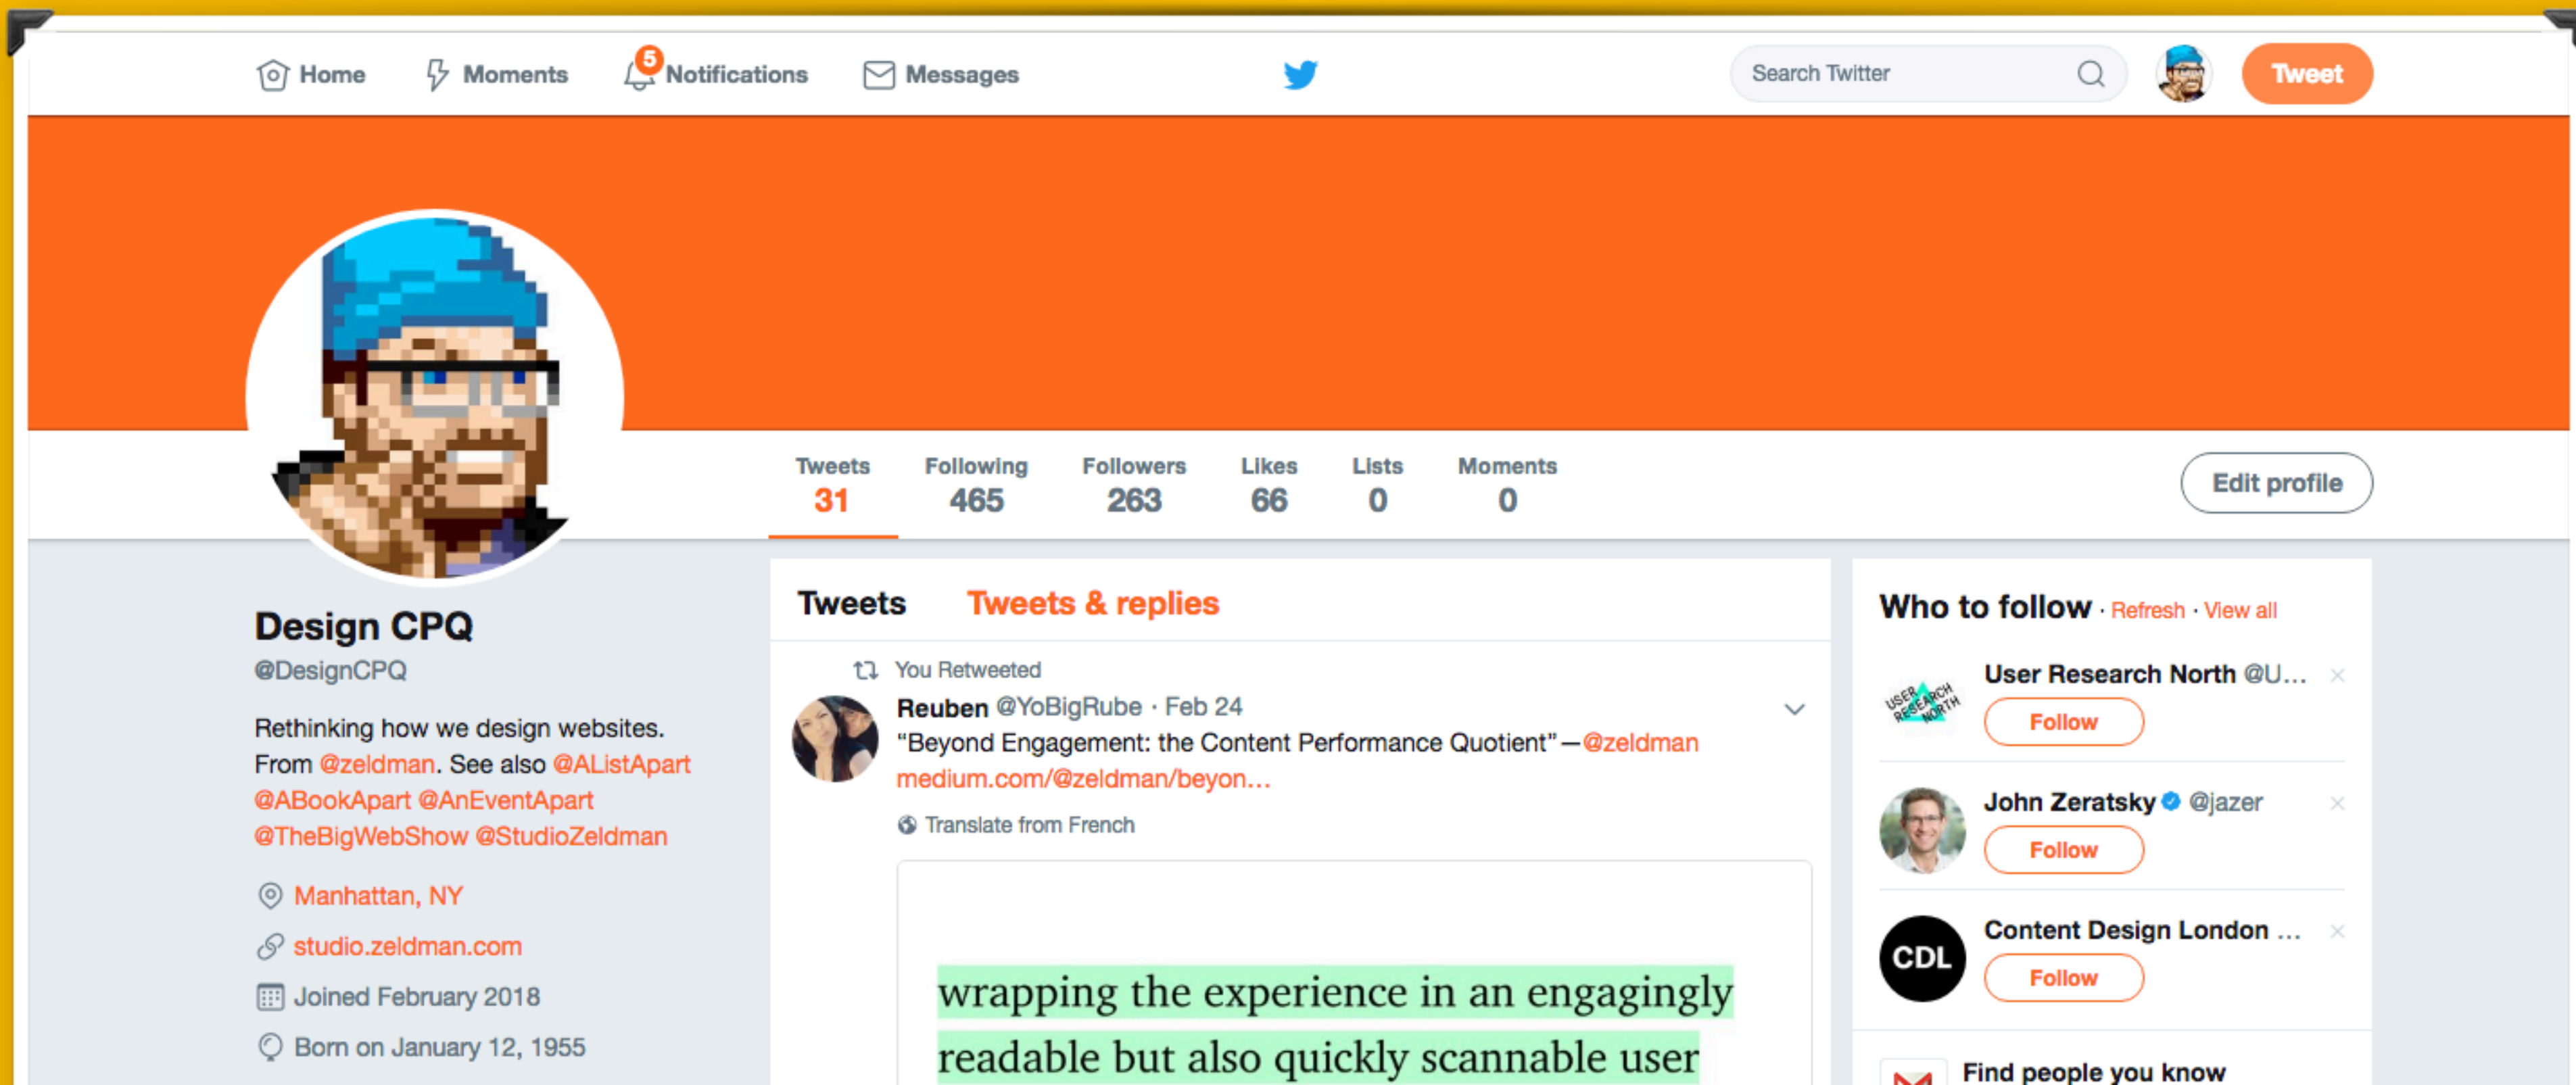 Home
Moments
5
Notifications
Messages
Search Twitter
Tweet
Tweets
31
Following
465
Followers
263
Likes
66
Lists
0
Moments
0
Edit profile
Design CPQ
@DesignCPQ
Rethinking how we design websites.
From @zeldman. See also @AListApart
@ABookApart @AnEventApart
@TheBigWebShow @StudioZeldman
Manhattan, NY
studio.zeldman.com
Joined February 2018
Born on January 12, 1955
Tweets Tweets & replies
You Retweeted
Reuben @YoBigRube · Feb 24
“Beyond Engagement: the Content Performance Quotient” —@zeldman
medium.com/@zeldman/beyon…
Translate from French
wrapping the experience in an engagingly
readable but also quickly scannable user
Who to follow · Refresh · View all
USER
RESEARCH
NORTH
User Research North @U…
Follow
John Zeratsky @jazer
Follow
CDL
Content Design London …
Follow
Find people you know